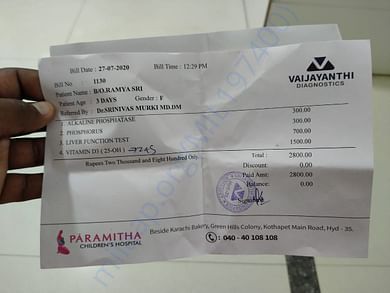 Bill Date : 27-07-2020 Bill Time : 12:29 PM
Bill No : 1130
Patient Name : B/O.RAMYA SRI
Patient Age : 3 DAYS Gender : F
Referred By : Dr.SRINIVAS MURKI MD.DM
VAIJAYANTHI
DIAGNOSTICS
1. ALKALINE PHOSPHATASE 300.00
2. PHOSPHORUS 300.00
3. LIVER FUNCTION TEST 700.00
4. VITAMIN D3 ( 25-OH ) 1500.00
Rupees Two Thousand and Eight Hundred Only
Total : 2800.00
Discount: 0.00
Paid Amt: 2800.00
Balance: 0.00
Signature
PARAMITHA
CHILDREN'S HOSPITAL
Beside Karachi Bakery, Green Hills Colony, Kothapet Main Road, Hyd - 35.
: 040 - 40 108 108